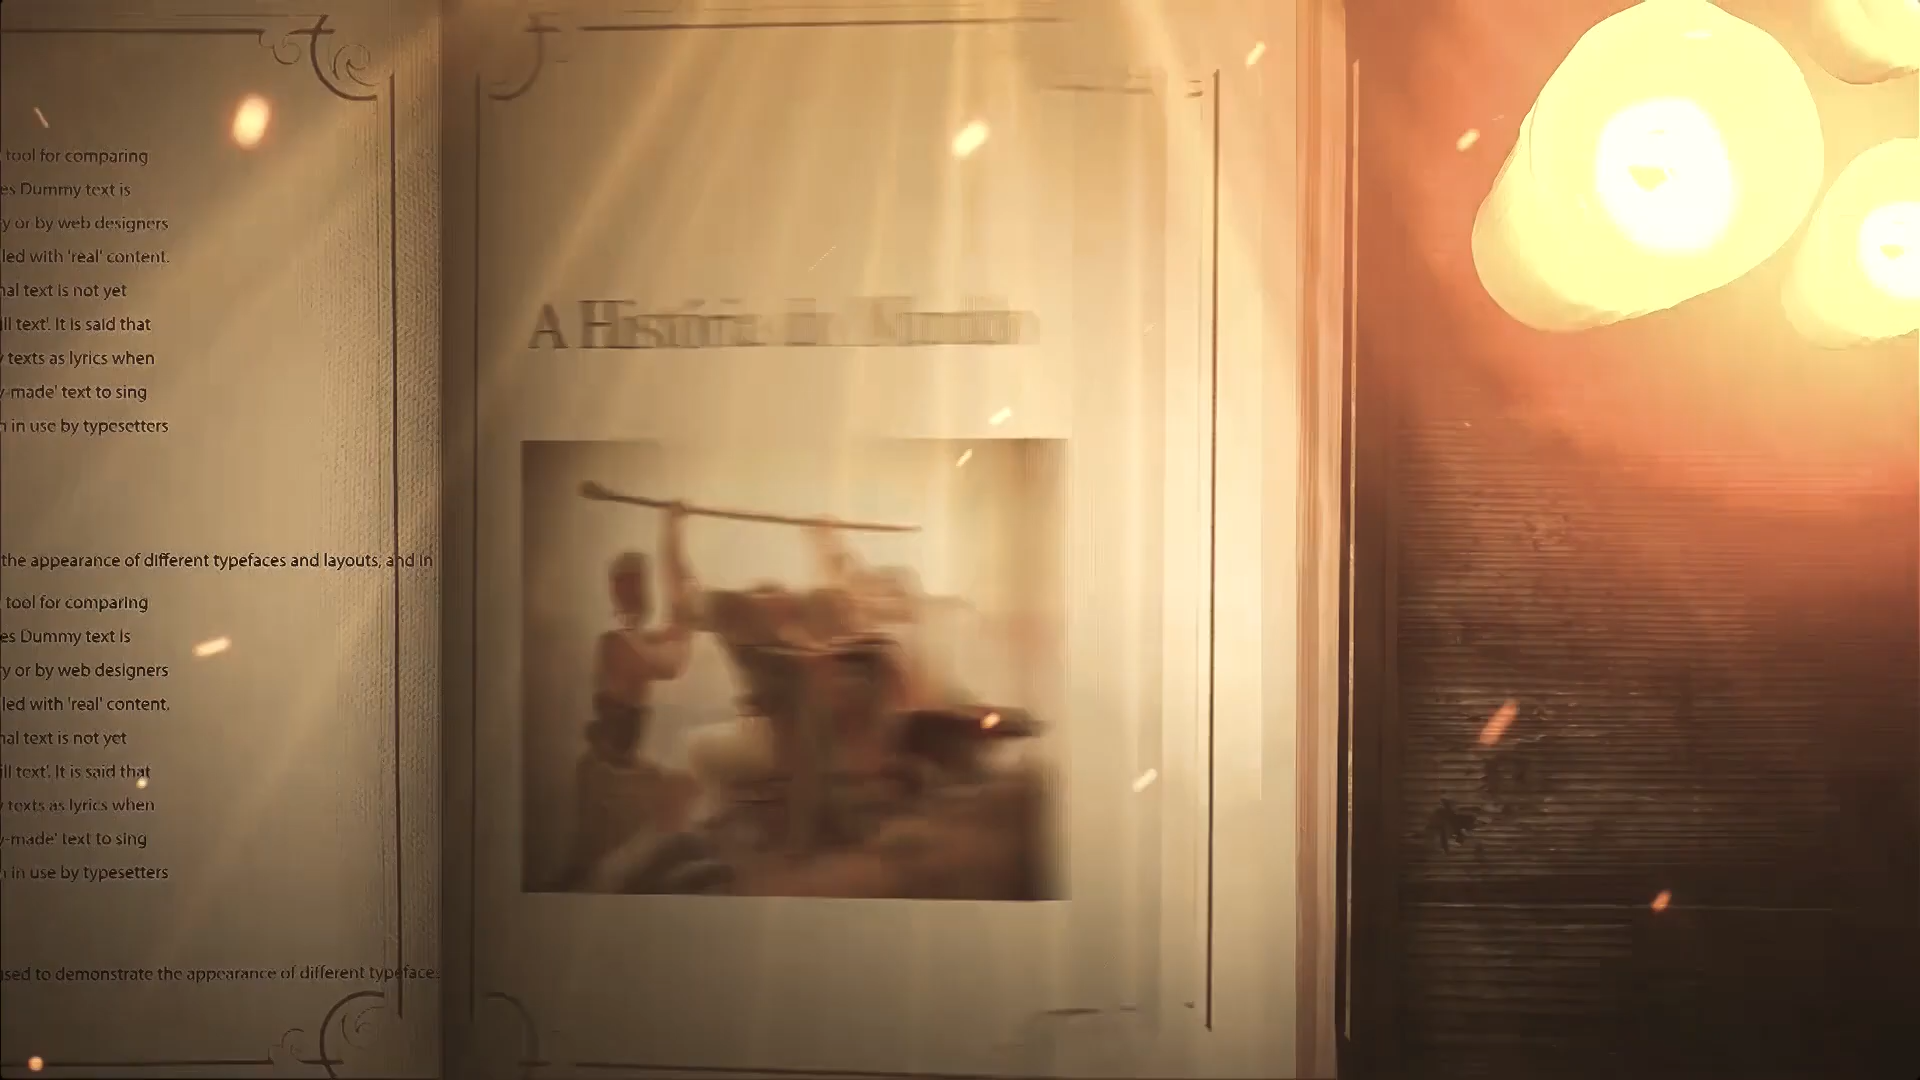 tool for comparing
es Dummy text is
y or by web designers
led with 'real' content.
nal text is not yet
ll text'. It is said that
texts as lyrics when
y-made' text to sing
in use by typesetters
the appearance of different typefaces and layouts, and in
tool for comparing
es Dummy text is
y or by web designers
led with 'real' content.
nal text is not yet
ill text'. It is said that
texts as lyrics when
y-made' text to sing
in use by typesetters
used to demonstrate the appearance of different typeface
A História